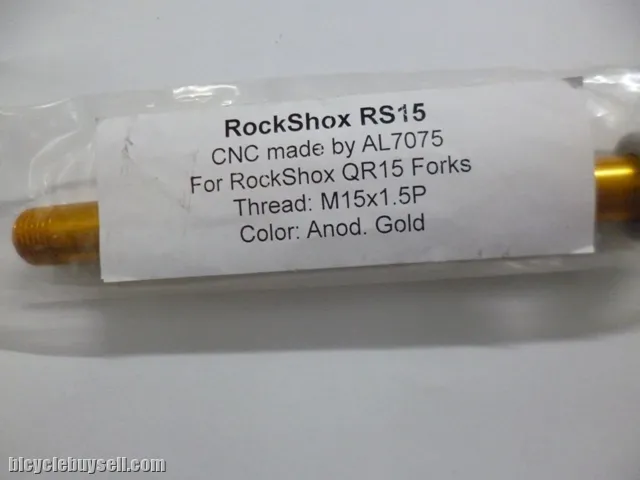 RockShox RS15
CNC made by AL7075
For RockShox QR15 Forks
Thread: M15x1.5P
Color: Anod. Gold
bicyclebuysell.com